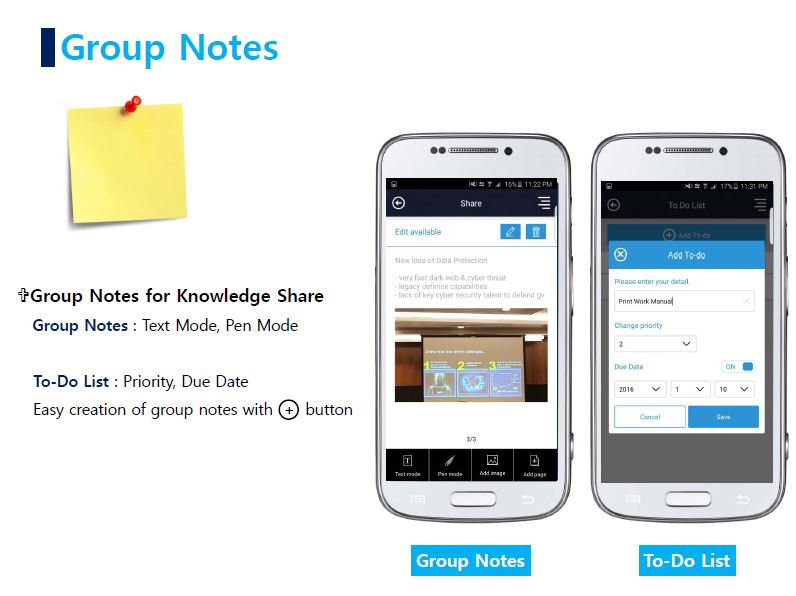 Group Notes
✞Group Notes for Knowledge Share
Group Notes : Text Mode, Pen Mode
To-Do List : Priority, Due Date
Easy creation of group notes with + button
16% 11:22 PM
Share
Edit available
New Idea of Data Protection
- very fast dark web & cyber threat
- legacy defence capabilities
- lack of key cyber security talent to defend gv
1 2 3
3/3
Text mode Pen mode Add image Add page
Group Notes
17% 11:31 PM
To Do List
Add To-do
Add To-do
Please enter your detail.
Print Work Manual
Change priority
2
Due Date ON
2016 1 10
Cancel Save
To-Do List